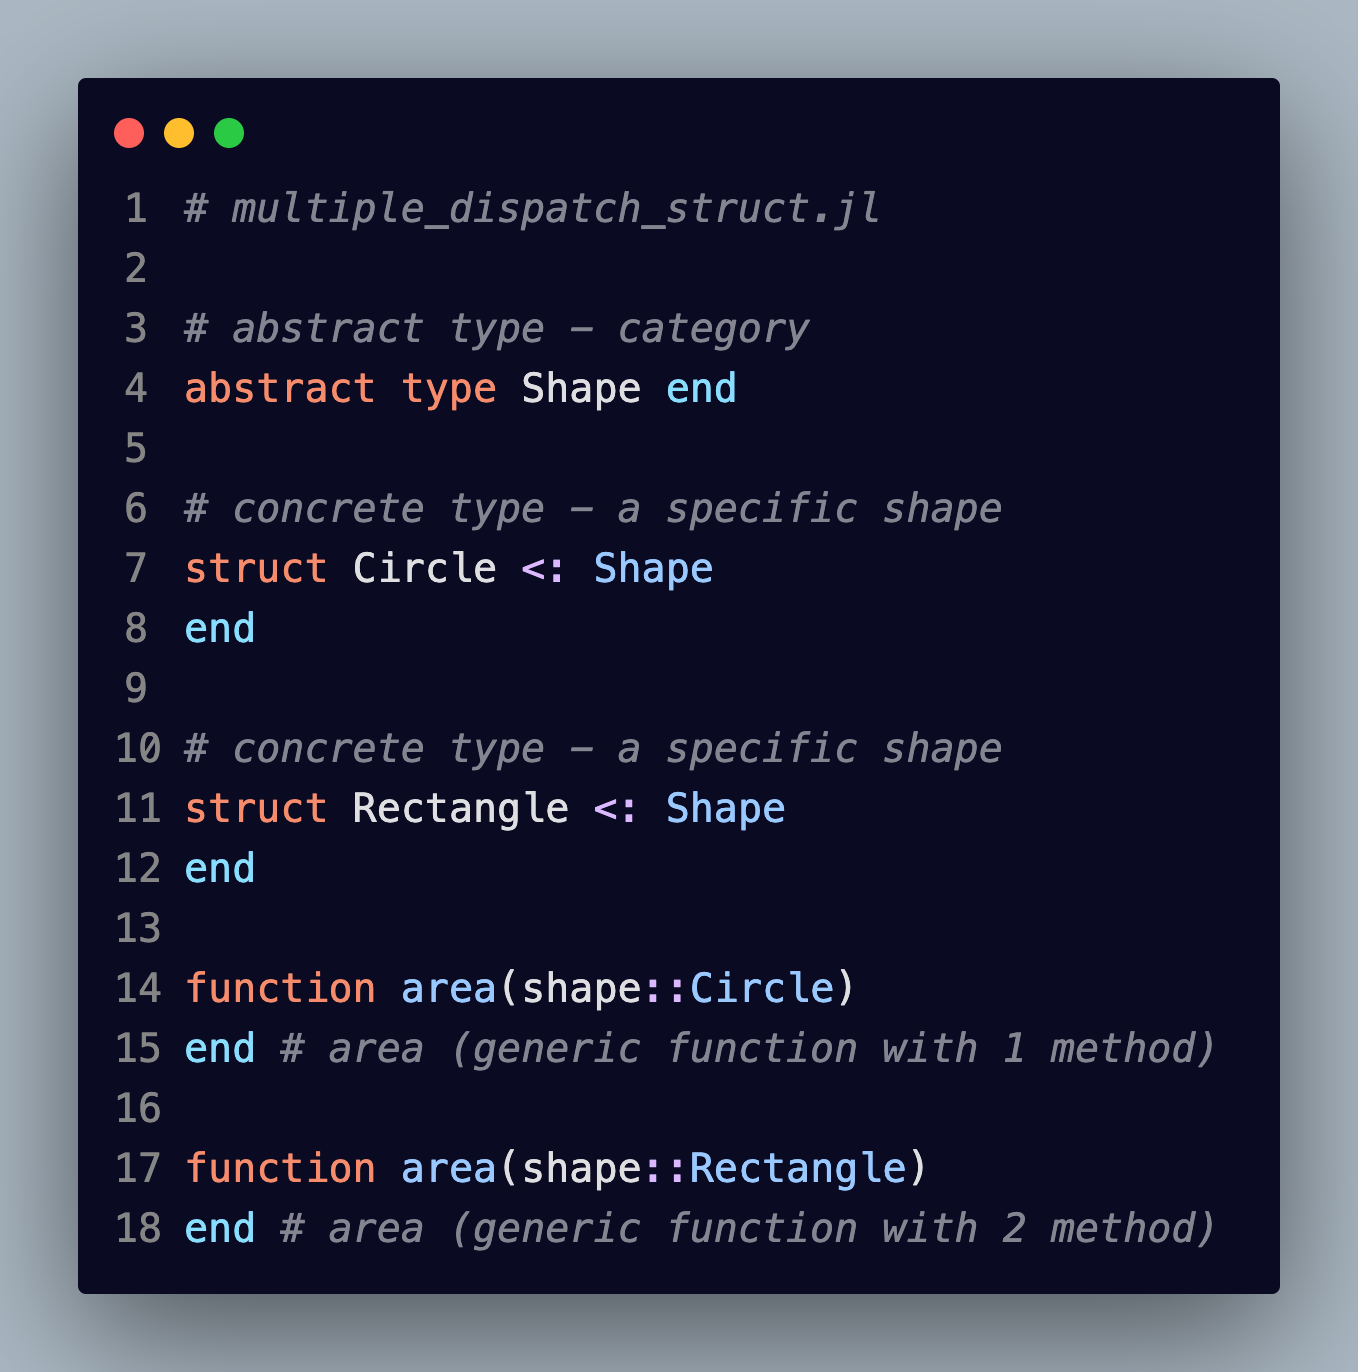 1 # multiple_dispatch_struct.jl
2
3 # abstract type – category
4 abstract type Shape end
5
6 # concrete type – a specific shape
7 struct Circle <: Shape
8 end
9
10 # concrete type – a specific shape
11 struct Rectangle <: Shape
12 end
13
14 function area(shape::Circle)
15 end # area (generic function with 1 method)
16
17 function area(shape::Rectangle)
18 end # area (generic function with 2 method)